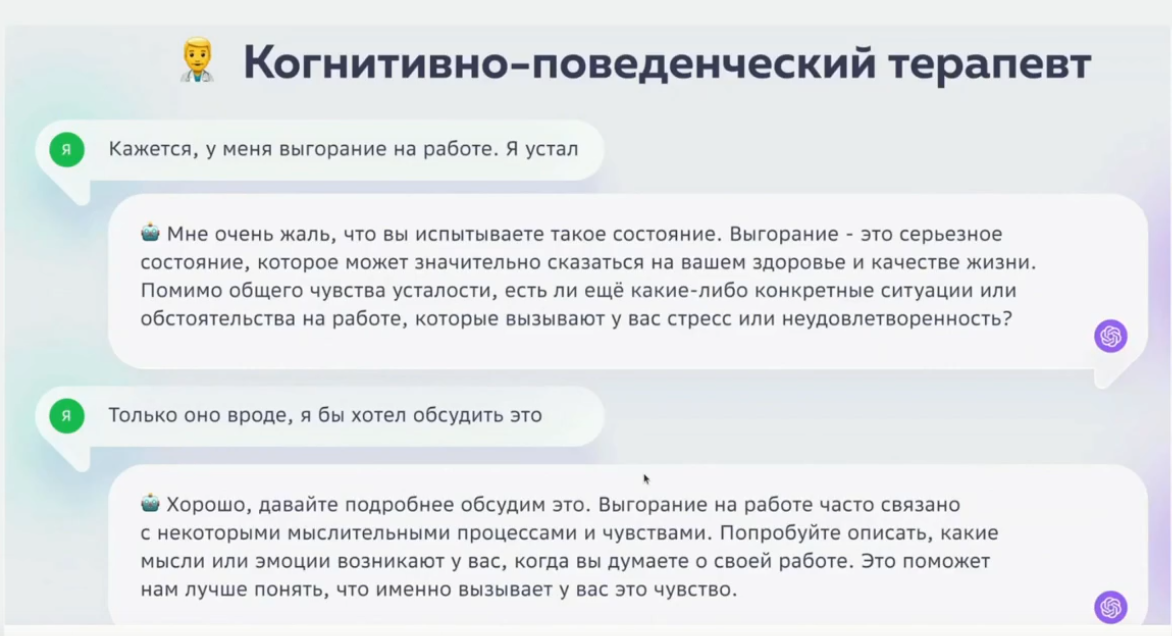 Когнитивно-поведенческий терапевт
Я
Кажется, у меня выгорание на работе. Я устал
Мне очень жаль, что вы испытываете такое состояние. Выгорание - это серьезное
состояние, которое может значительно сказаться на вашем здоровье и качестве жизни.
Помимо общего чувства усталости, есть ли ещё какие-либо конкретные ситуации или
обстоятельства на работе, которые вызывают у вас стресс или неудовлетворенность?
Я
Только оно вроде, я бы хотел обсудить это
Хорошо, давайте подробнее обсудим это. Выгорание на работе часто связано
с некоторыми мыслительными процессами и чувствами. Попробуйте описать, какие
мысли или эмоции возникают у вас, когда вы думаете о своей работе. Это поможет
нам лучше понять, что именно вызывает у вас это чувство.